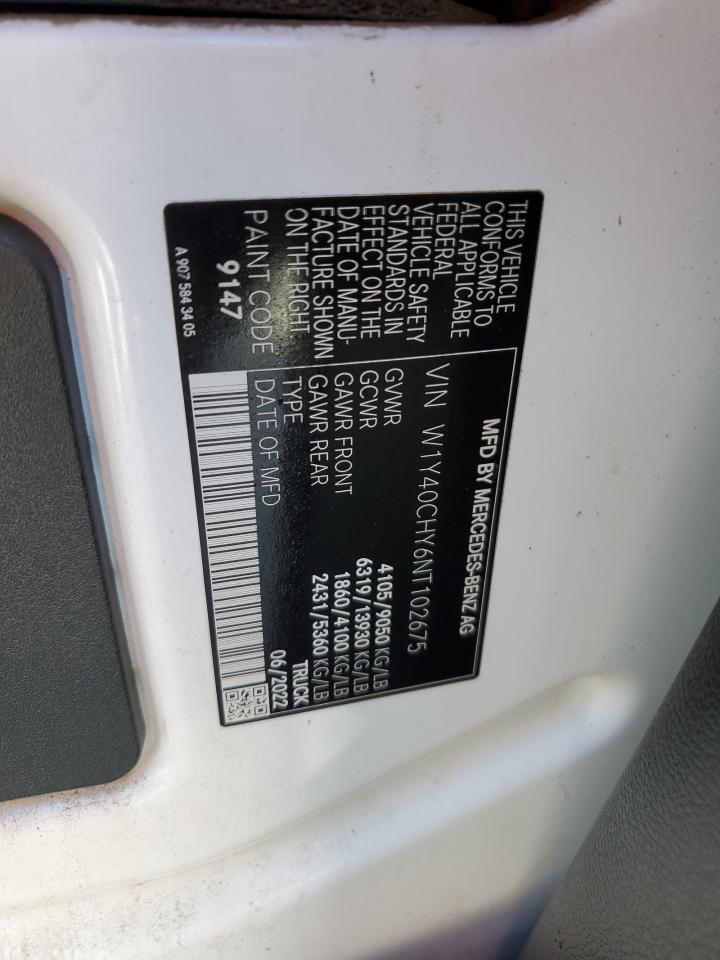 MFD BY MERCEDES-BENZ AG
VIN W1Y40CHY6NT102675
THIS VEHICLE
CONFORMS TO
ALL APPLICABLE
FEDERAL
VEHICLE SAFETY
STANDARDS IN
EFFECT ON THE
DATE OF MANU-
FACTURE SHOWN
ON THE RIGHT
PAINT CODE
9147
GVWR 4105/9050 KG/LB
GCWR 6319/13930 KG/LB
GAWR FRONT 1860/4100 KG/LB
GAWR REAR 2431/5360 KG/LB
TYPE TRUCK
DATE OF MFD 06/2022
A 907 584 34 05